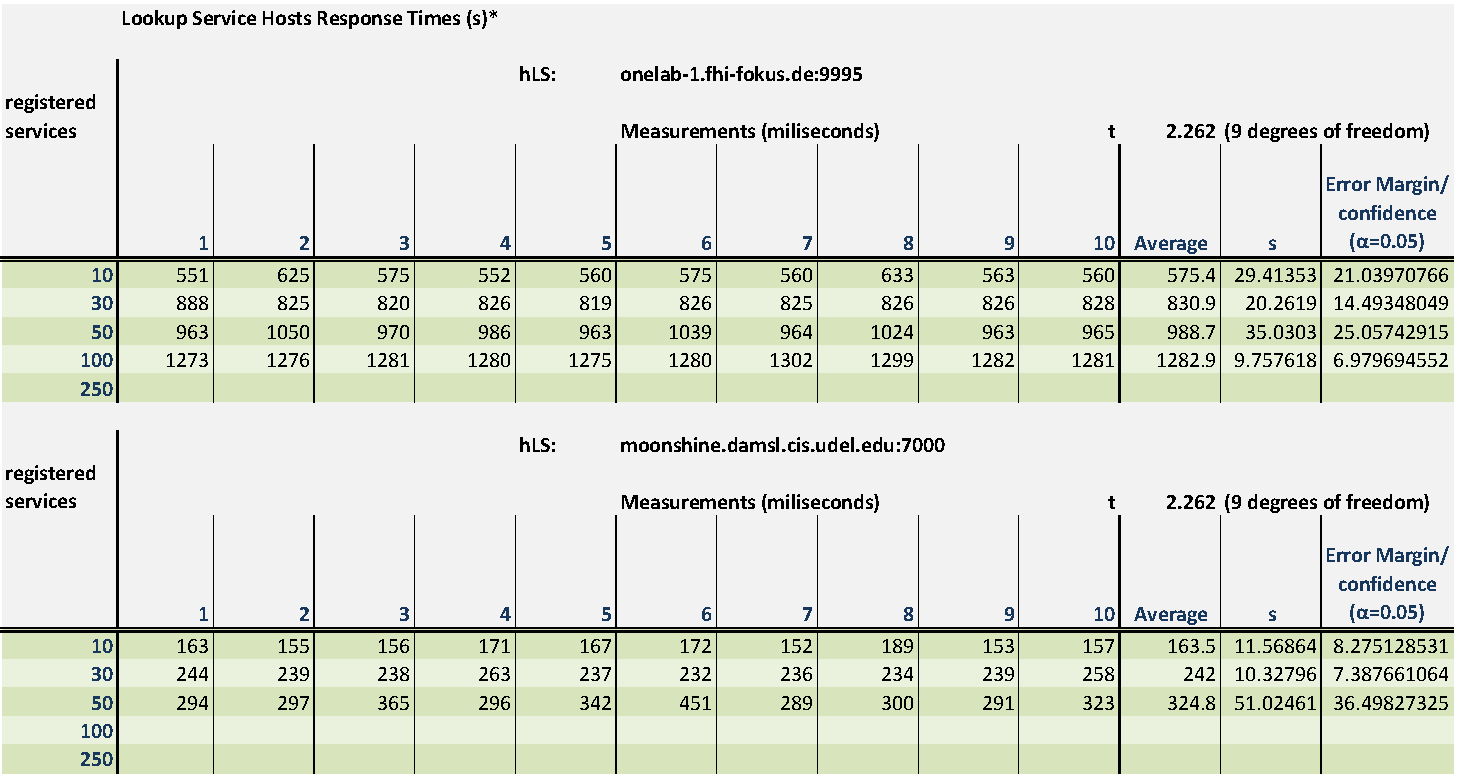 Lookup Service Hosts Response Times (s)*
hLS: onelab-1.fhi-fokus.de:9995
registered
services Measurements (miliseconds) t 2.262 (9 degrees of freedom)
Error Margin/
confidence
1 2 3 4 5 6 7 8 9 10 Average s (α=0.05)
10 551 625 575 552 560 575 560 633 563 560 575.4 29.41353 21.03970766
30 888 825 820 826 819 826 825 826 826 828 830.9 20.2619 14.49348049
50 963 1050 970 986 963 1039 964 1024 963 965 988.7 35.0303 25.05742915
100 1273 1276 1281 1280 1275 1280 1302 1299 1282 1281 1282.9 9.757618 6.979694552
250
hLS: moonshine.damsl.cis.udel.edu:7000
registered
services Measurements (miliseconds) t 2.262 (9 degrees of freedom)
Error Margin/
confidence
1 2 3 4 5 6 7 8 9 10 Average s (α=0.05)
10 163 155 156 171 167 172 152 189 153 157 163.5 11.56864 8.275128531
30 244 239 238 263 237 232 236 234 239 258 242 10.32796 7.387661064
50 294 297 365 296 342 451 289 300 291 323 324.8 51.02461 36.49827325
100
250